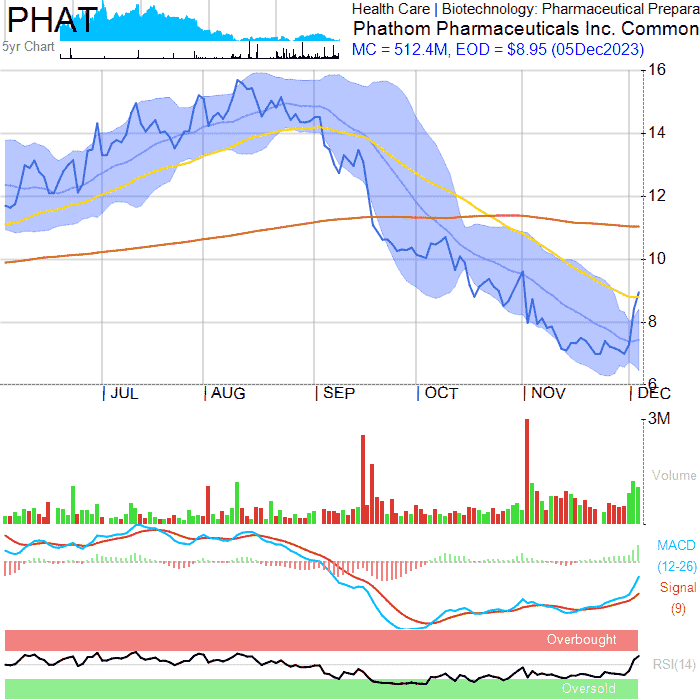 PHAT
5yr Chart
Health Care | Biotechnology: Pharmaceutical Prepara
Phathom Pharmaceuticals Inc. Common
MC = 512.4M, EOD = $8.95 (05Dec2023)
16
14
12
10
8
6
JUL
AUG
SEP
OCT
NOV
DEC
3M
Volume
MACD
(12-26)
Signal
(9)
Overbought
RSI(14)
Oversold